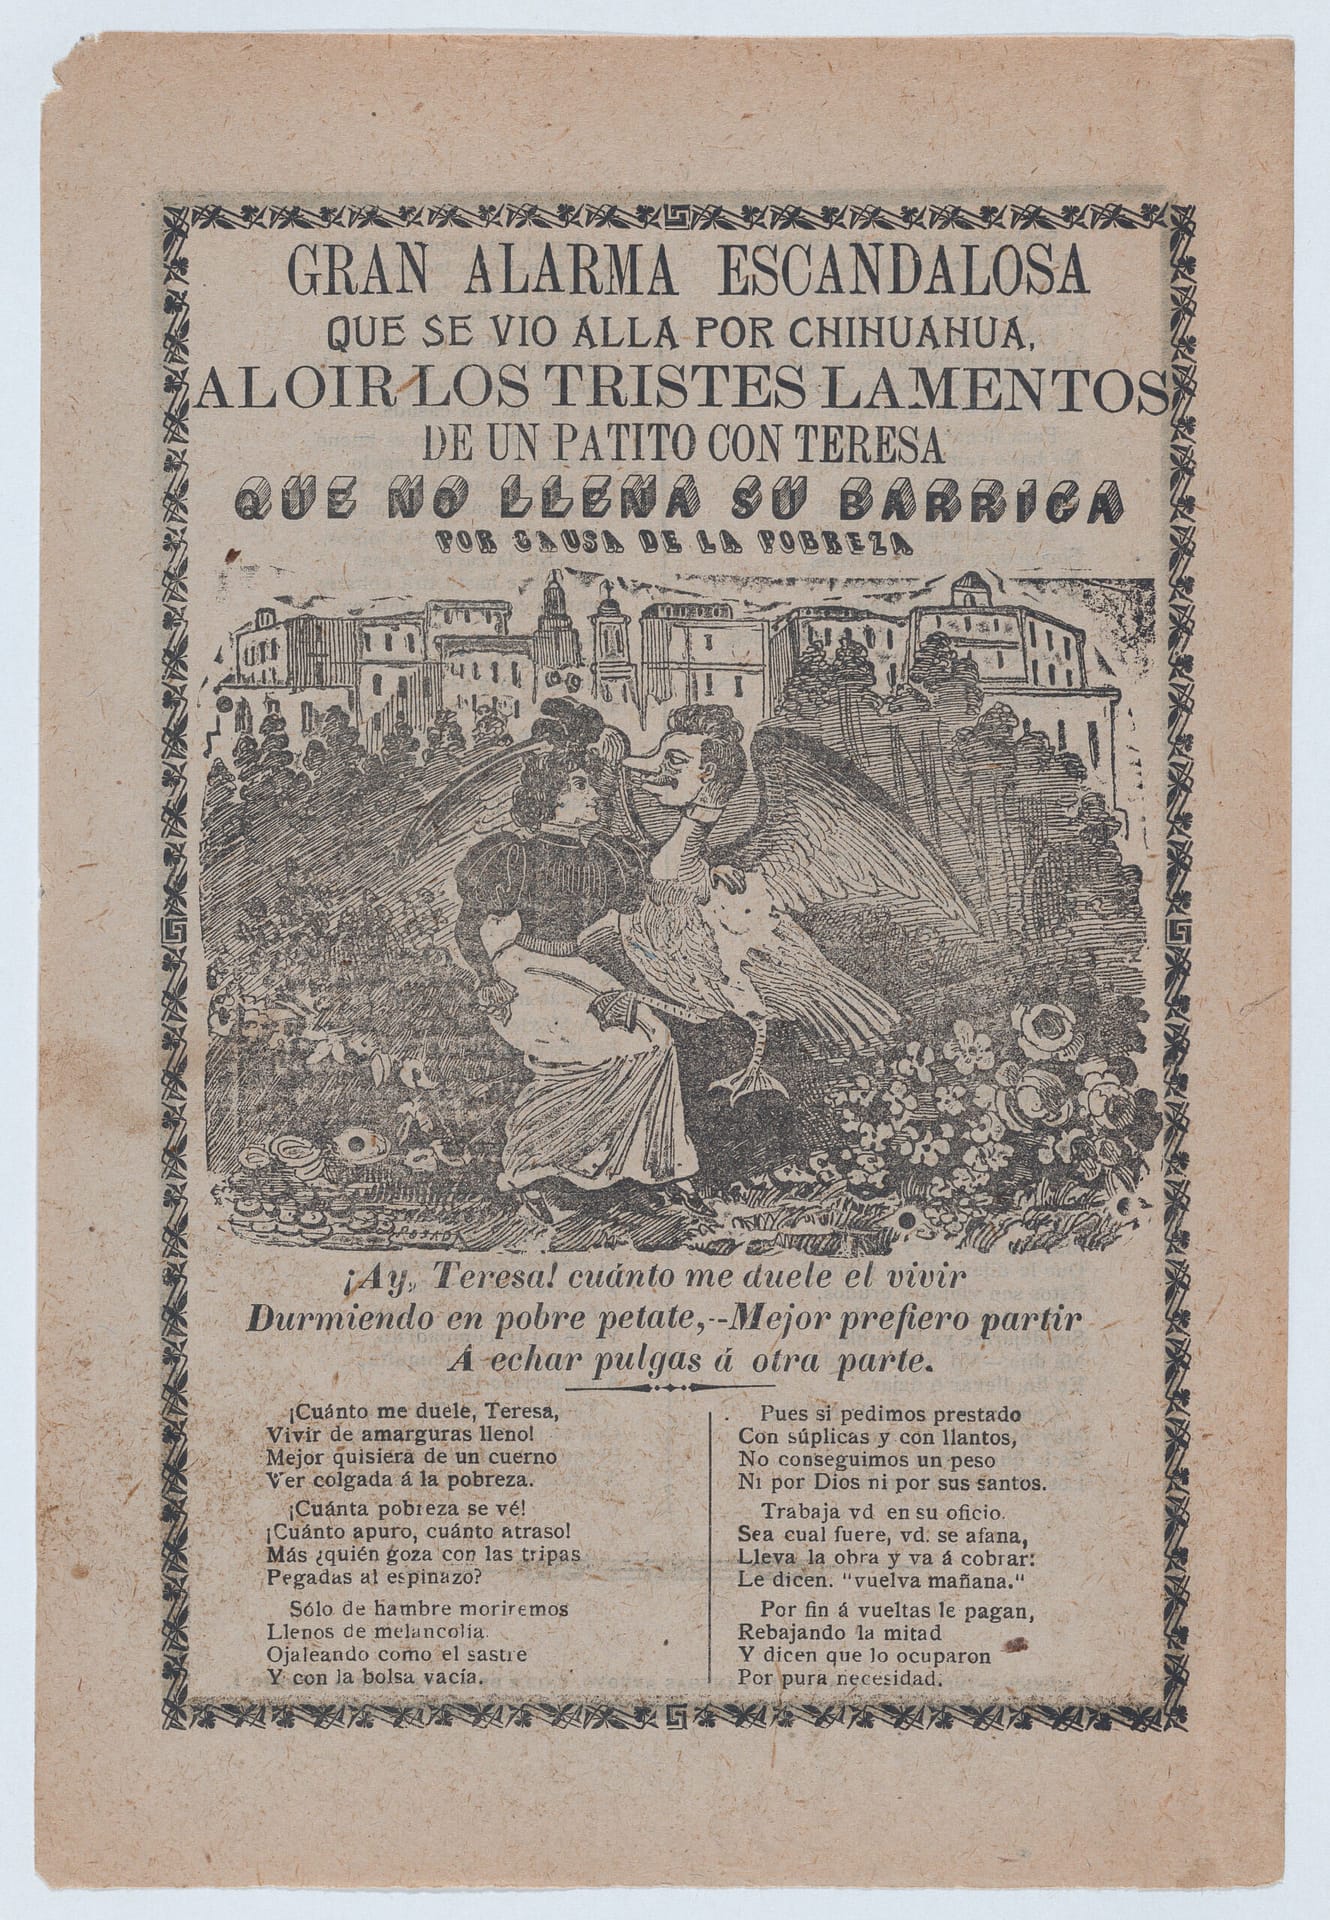 GRAN ALARMA ESCANDALOSA
QUE SE VIO ALLA POR CHIHUAHUA,
AL OIR LOS TRISTES LAMENTOS
DE UN PATITO CON TERESA
QUE NO LLENA SU BARRIGA
POR CAUSA DE LA POBREZA
POSADA
¡Ay, Teresa! cuánto me duele el vivir
Durmiendo en pobre petate,--Mejor prefiero partir
Á echar pulgas á otra parte.
¡Cuánto me duele, Teresa,
Vivir de amarguras lleno!
Mejor quisiera de un cuerno
Ver colgada á la pobreza.
¡Cuánta pobreza se vé!
¡Cuánto apuro, cuánto atraso!
Más ¿quién goza con las tripas
Pegadas al espinazo?
Sólo de hambre moriremos
Llenos de melancolía.
Ojaleando como el sastre
Y con la bolsa vacía.
Pues si pedimos prestado
Con súplicas y con llantos,
No conseguimos un peso
Ni por Dios ni por sus santos.
Trabaja vd en su oficio.
Sea cual fuere, vd. se afana,
Lleva la obra y va á cobrar:
Le dicen. "vuelva mañana."
Por fin á vueltas le pagan,
Rebajando la mitad
Y dicen que lo ocuparon
Por pura necesidad.